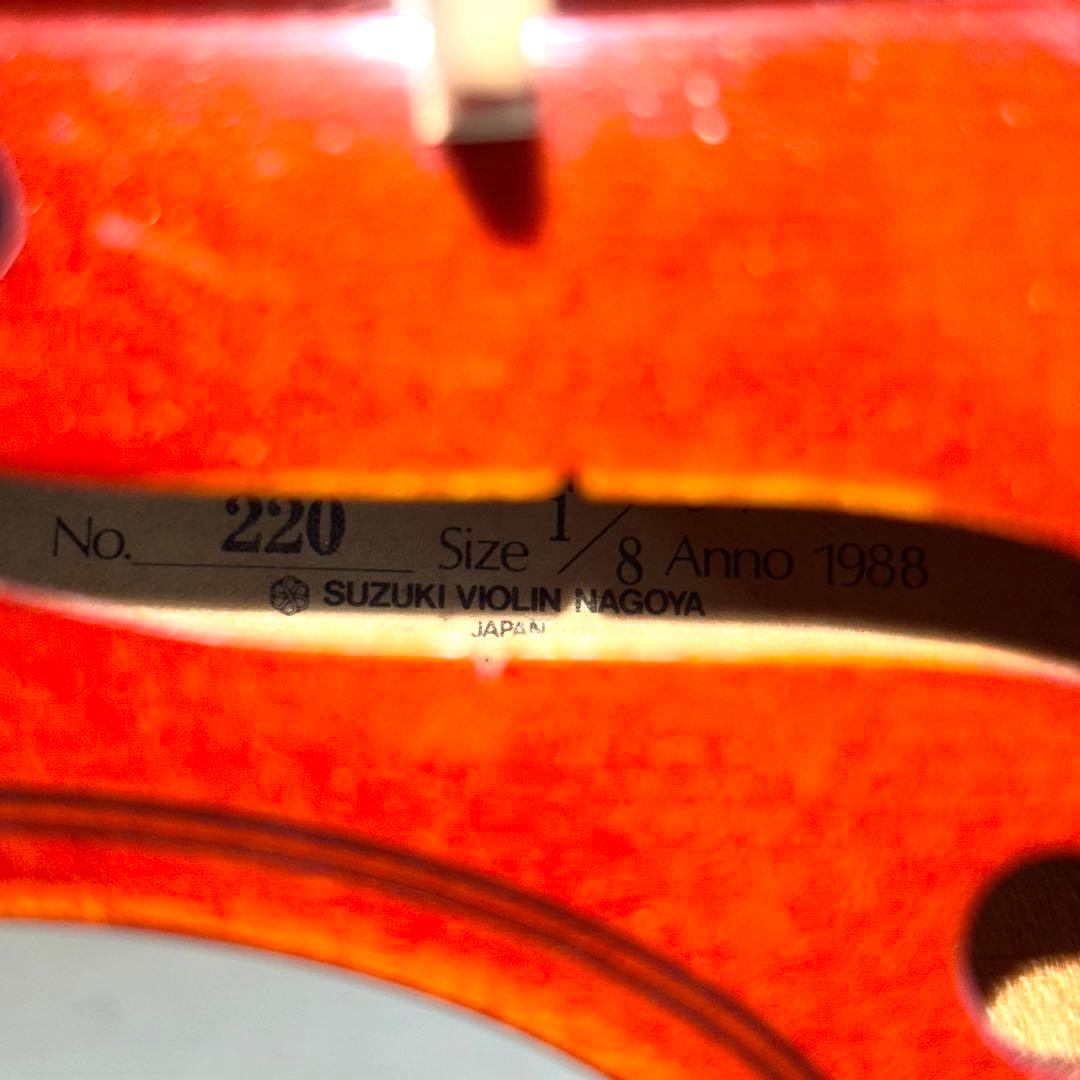 No. 220 Size 1/8 Anno 1988
SUZUKI VIOLIN NAGOYA
JAPAN